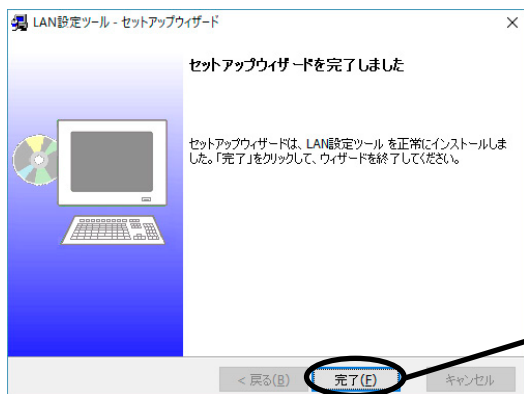 LAN設定ツール - セットアップウィザード
セットアップウィザードを完了しました
セットアップウィザードは、LAN設定ツール を正常にインストールしま
した。「完了」をクリックして、ウィザードを終了してください。
< 戻る(B) 完了(F) キャンセル